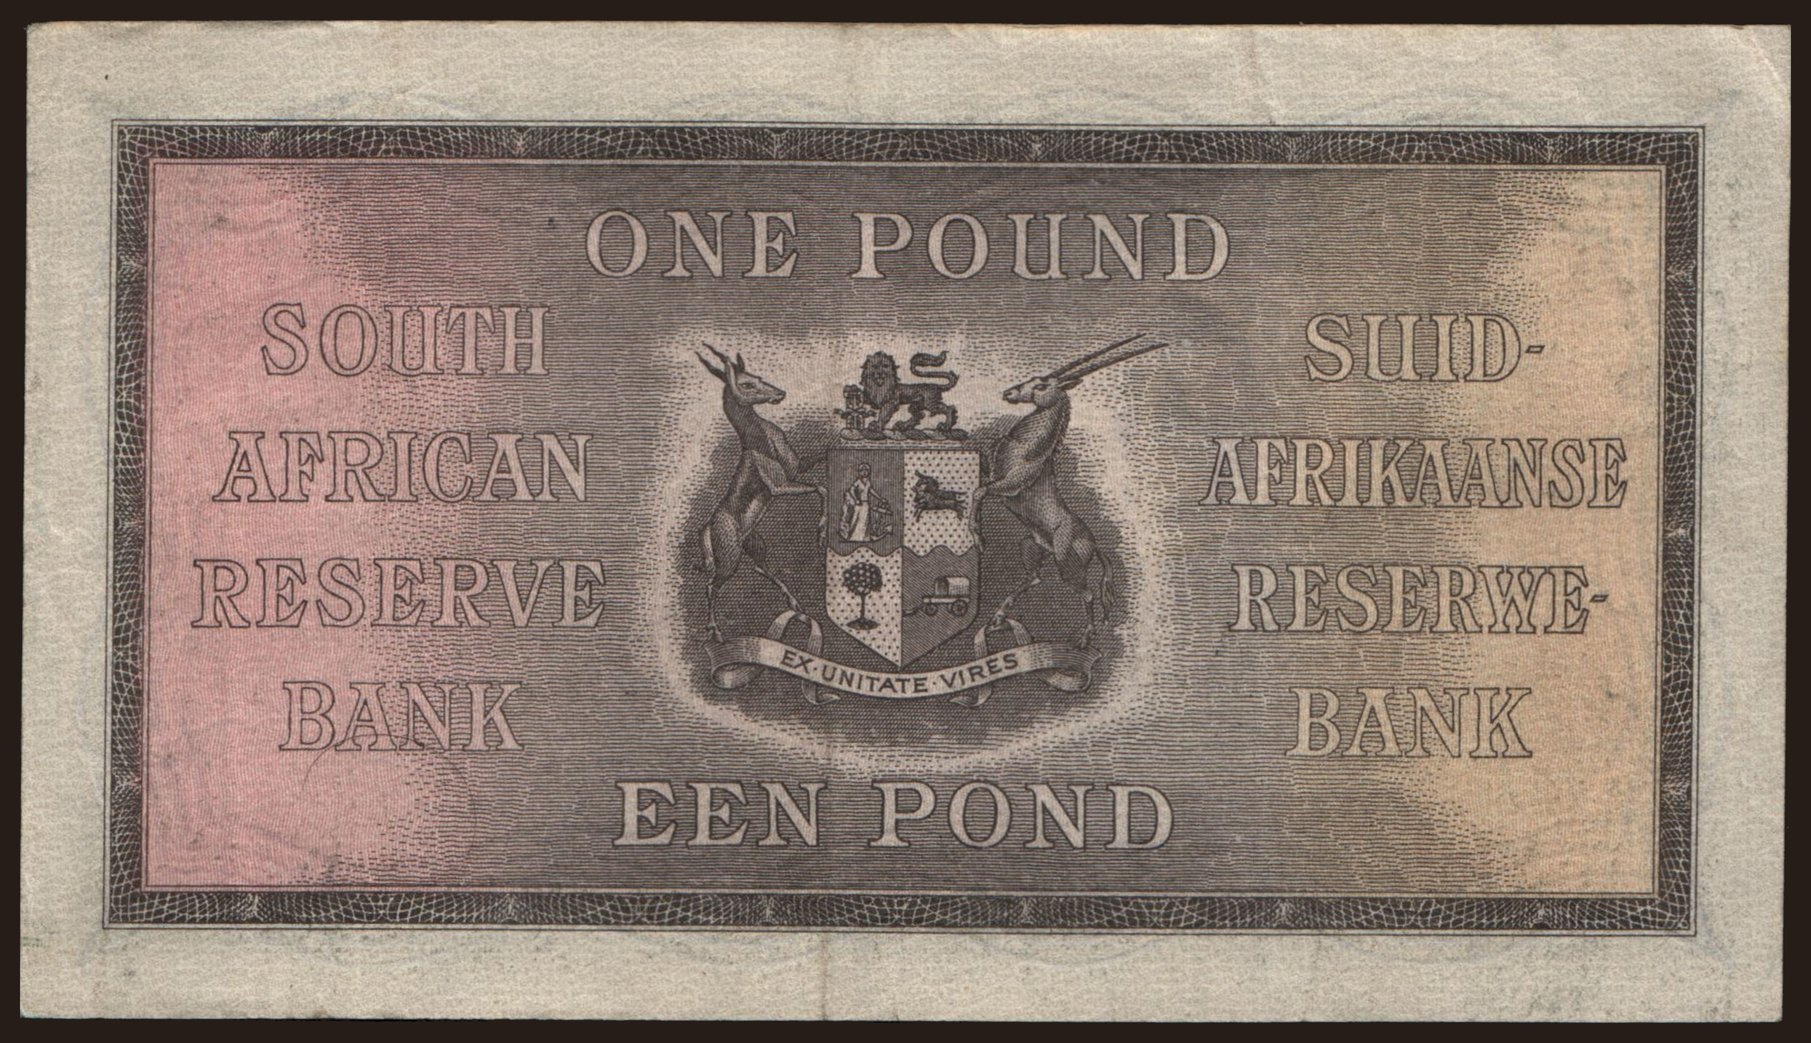 ONE POUND
SOUTH
AFRICAN
RESERVE
BANK
SUID-
AFRIKAANSE
RESERWE-
BANK
EX·UNITATE·VIRES
EEN POND